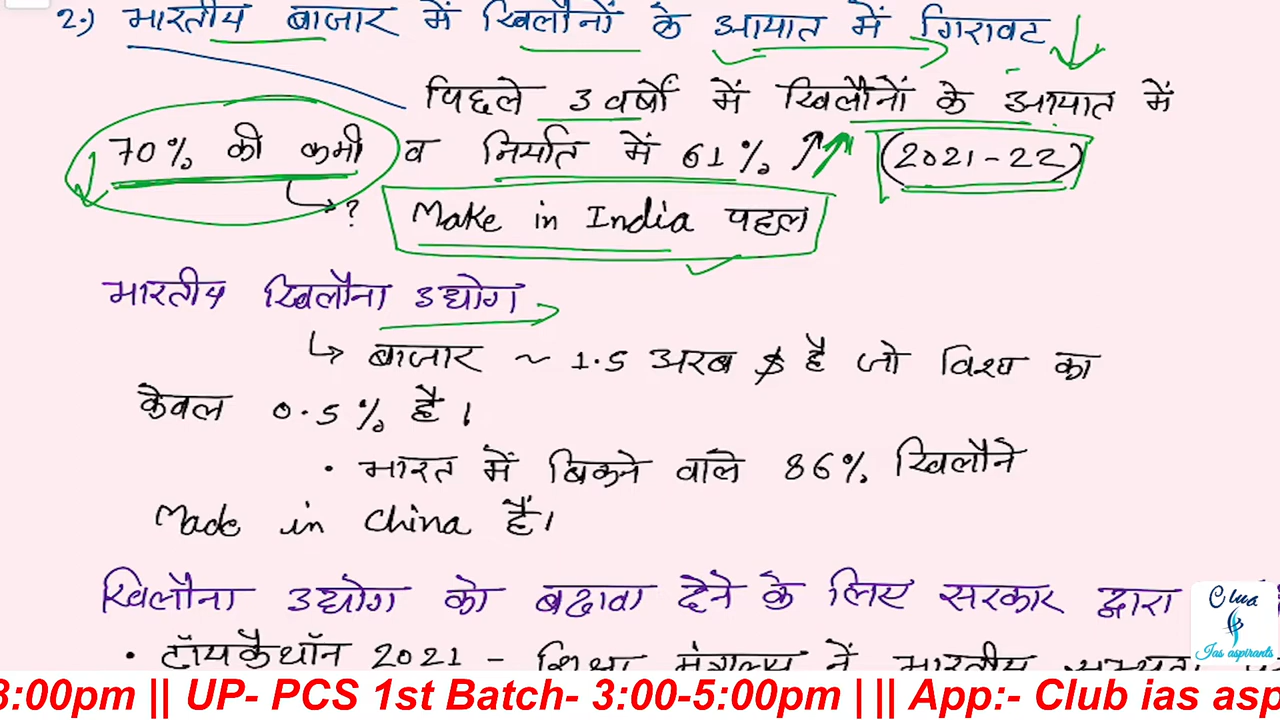 2.) भारतीय बाजार में खिलौनों के आयात में गिरावट ↓
पिछले 3 वर्षों में खिलौनों के आयात में
70% की कमी व निर्यात में 61% ↑↑ (2021-22)
↳ ? Make in India पहल
भारतीय खिलौना उद्योग
↳ बाजार ~ 1.5 अरब $ है जो विश्व का
केवल 0.5% है।
• भारत में बिकने वाले 86% खिलौने
Made in China हैं।
खिलौना उद्योग को बढ़ावा देने के लिए सरकार द्वारा
• टॉयकैथॉन 2021 - शिक्षा मंत्रालय ने भारतीय
Club
Ias aspirants
3:00pm || UP- PCS 1st Batch- 3:00-5:00pm | || App:- Club ias asp